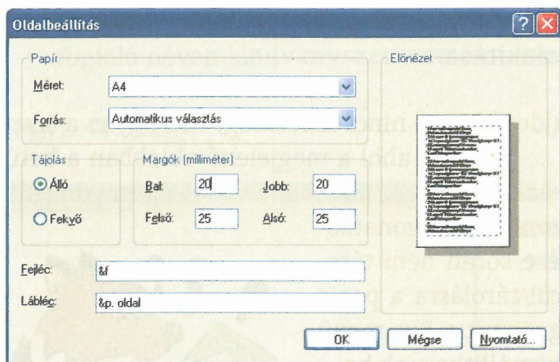 Oldalbeállítás
Papír
Előnézet
Méret: A4
Forrás: Automatikus választás
Tájolás
Margók (milliméter)
Álló
Bal: 20 Jobb: 20
Fekvő
Felső: 25 Alsó: 25
Fejléc: &f
Lábléc: &p. oldal
OK Mégse Nyomtató...